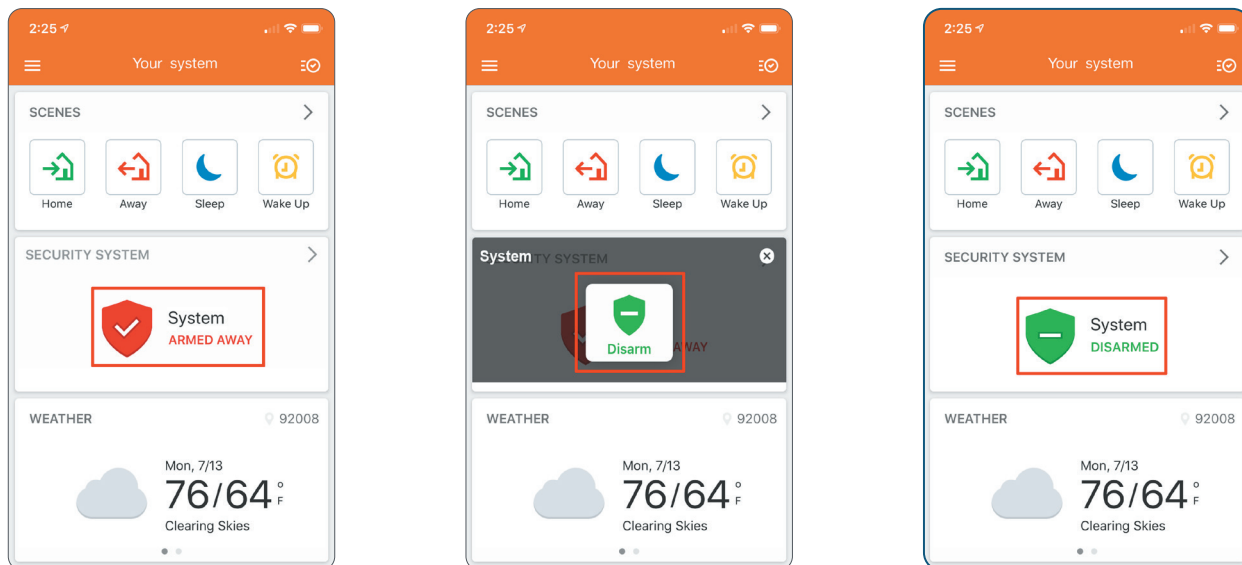 2:25
Your system
SCENES
Home Away Sleep Wake Up
SECURITY SYSTEM
System
ARMED AWAY
WEATHER 92008
Mon, 7/13
76/64 °F
Clearing Skies
2:25
Your system
SCENES
Home Away Sleep Wake Up
System TY SYSTEM
Disarm AWAY
WEATHER 92008
Mon, 7/13
76/64 °F
Clearing Skies
2:25
Your system
SCENES
Home Away Sleep Wake Up
SECURITY SYSTEM
System
DISARMED
WEATHER 92008
Mon, 7/13
76/64 °F
Clearing Skies